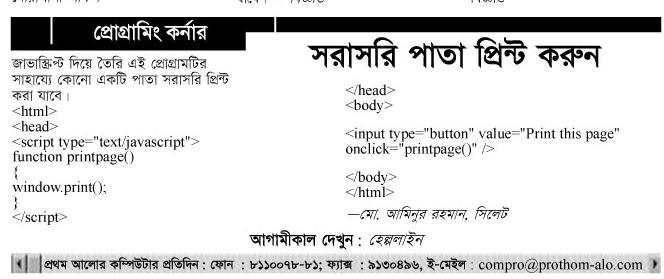 প্রোগ্রামিং কর্নার
সরাসরি পাতা প্রিন্ট করুন
জাভাস্ক্রিপ্ট দিয়ে তৈরি এই প্রোগ্রামটির
সাহায্যে কোনো একটি পাতা সরাসরি প্রিন্ট
করা যাবে।
<html>
<head>
<script type="text/javascript">
function printpage()
{
window.print();
}
</script>
</head>
<body>
<input type="button" value="Print this page"
onclick="printpage()" />
</body>
</html>
—মো. আমিনুর রহমান, সিলেট
আগামীকাল দেখুন : হেল্পলাইন
প্রথম আলোর কম্পিউটার প্রতিদিন : ফোন : ৮১১০০৭৮-৮১; ফ্যাক্স : ৯১৩০৪৯৬, ই-মেইল : compro@prothom-alo.com